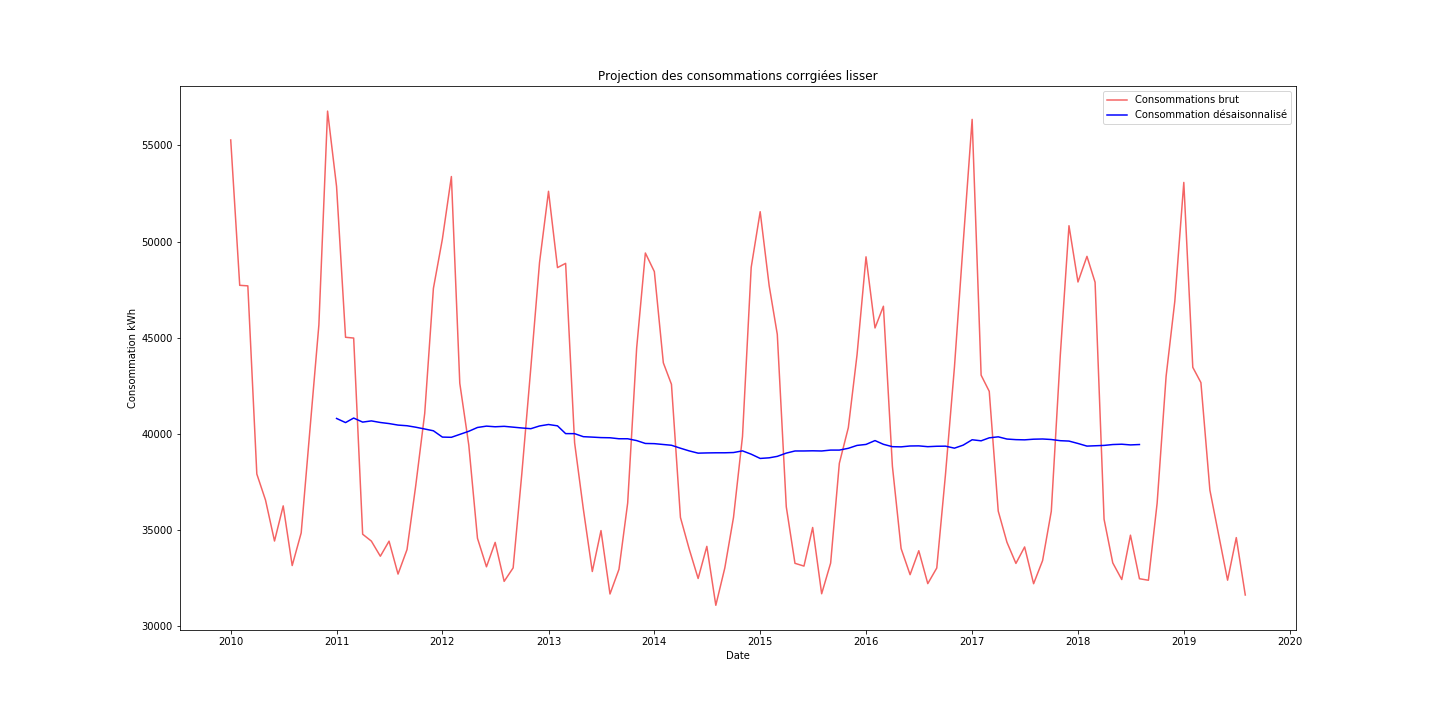 Projection des consommations corrgiées lisser
Consommations brut
Consommation désaisonnalisé
Consommation kWh
55000
50000
45000
40000
35000
30000
2010 2011 2012 2013 2014 2015 2016 2017 2018 2019 2020
Date